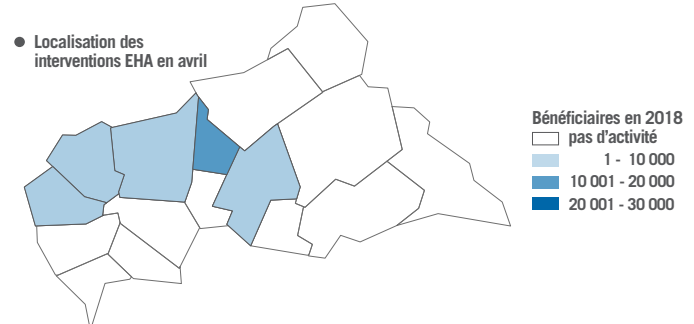 ● Localisation des
interventions EHA en avril
Bénéficiaires en 2018
pas d'activité
1 - 10 000
10 001 - 20 000
20 001 - 30 000